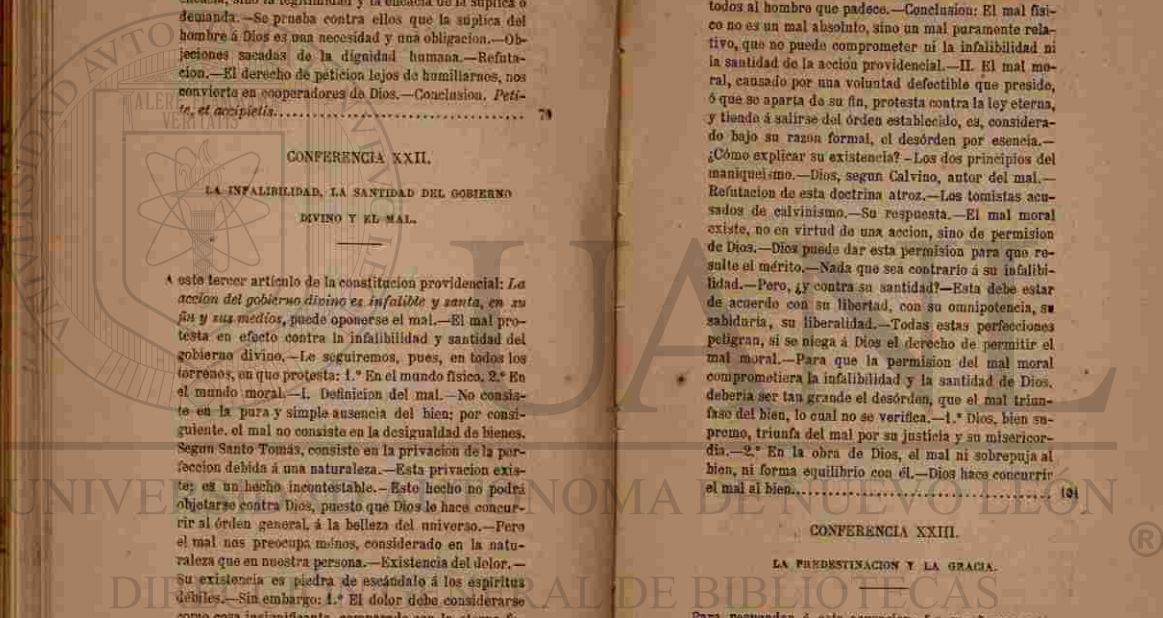 demanda.—Se prueba contra ellos que la súplica del
hombre á Dios es una necesidad y una obligacion.—Ob-
jeciones sacadas de la dignidad humana.—Refuta-
cion.—El derecho de peticion lejos de humillarnos, nos
convierte en cooperadores de Dios.—Conclusion. Peti-
te, et accipietis.............................. 79
CONFERENCIA XXII.
LA INFALIBILIDAD, LA SANTIDAD DEL GOBIERNO
DIVINO Y EL MAL.
A este tercer artículo de la constitucion providencial: La
accion del gobierno divino es infalible y santa, en su
fin y sus medios, puede oponerse el mal.—El mal pro-
testa en efecto contra la infalibilidad y santidad del
gobierno divino.—Le seguiremos, pues, en todos los
terrenos, en que protesta: 1.º En el mundo físico, 2.º En
el mundo moral.—I. Definicion del mal.—No consis-
te en la pura y simple ausencia del bien; por consi-
guiente, el mal no consiste en la desigualdad de bienes.
Segun Santo Tomás, consiste en la privacion de la per-
feccion debida á una naturaleza.—Esta privacion exis-
te; es un hecho incontestable.—Este hecho no podrá
objetarse contra Dios, puesto que Dios le hace concur-
rir al órden general, á la belleza del universo.—Pero
el mal nos preocupa ménos, considerado en la natu-
raleza que en nuestra persona.—Existencia del dolor.—
Su existencia es piedra de escándalo á los espíritus
débiles.—Sin embargo: 1.º El dolor debe considerarse
como cosa insignificante, comparado con la eterna
todos al hombre que padece.—Conclusion: El mal físi-
co no es un mal absoluto, sino un mal puramente rela-
tivo, que no puede comprometer ni la infalibilidad ni
la santidad de la accion providencial.—II. El mal mo-
ral, causado por una voluntad defectible que preside,
ó que se aparta de su fin, protesta contra la ley eterna,
y tiende á salirse del órden establecido, es, considera-
do bajo su razon formal, el desórden por esencia.—
¿Cómo explicar su existencia?—Los dos principios del
maniqueismo.—Dios, segun Calvino, autor del mal.—
Refutacion de esta doctrina atroz.—Los tomistas acu-
sados de calvinismo.—Su respuesta.—El mal moral
existe, no en virtud de una accion, sino de permision
de Dios.—Dios puede dar esta permision para que re-
sulte el mérito.—Nada que sea contrario á su infalibi-
lidad.—Pero, ¿y contra su santidad?—Esta debe estar
de acuerdo con su libertad, con su omnipotencia, su
sabiduría, su liberalidad.—Todas estas perfecciones
peligran, si se niega á Dios el derecho de permitir el
mal moral.—Para que la permision del mal moral
comprometiera la infalibilidad y la santidad de Dios,
deberia ser tan grande el desórden, que el mal triun-
fase del bien, lo cual no se verifica.—1.º Dios, bien su-
premo, triunfa del mal por su justicia y su misericor-
dia.—2.º En la obra de Dios, el mal ni sobrepuja al
bien, ni forma equilibrio con él.—Dios hace concurrir
el mal al bien.............................. 101
CONFERENCIA XXIII.
LA PREDESTINACION Y LA GRACIA.
UANL
UNIVERSIDAD AUTÓNOMA DE NUEVO LEÓN
®
DIRECCIÓN GENERAL DE BIBLIOTECAS
ALERE
VERITATIS